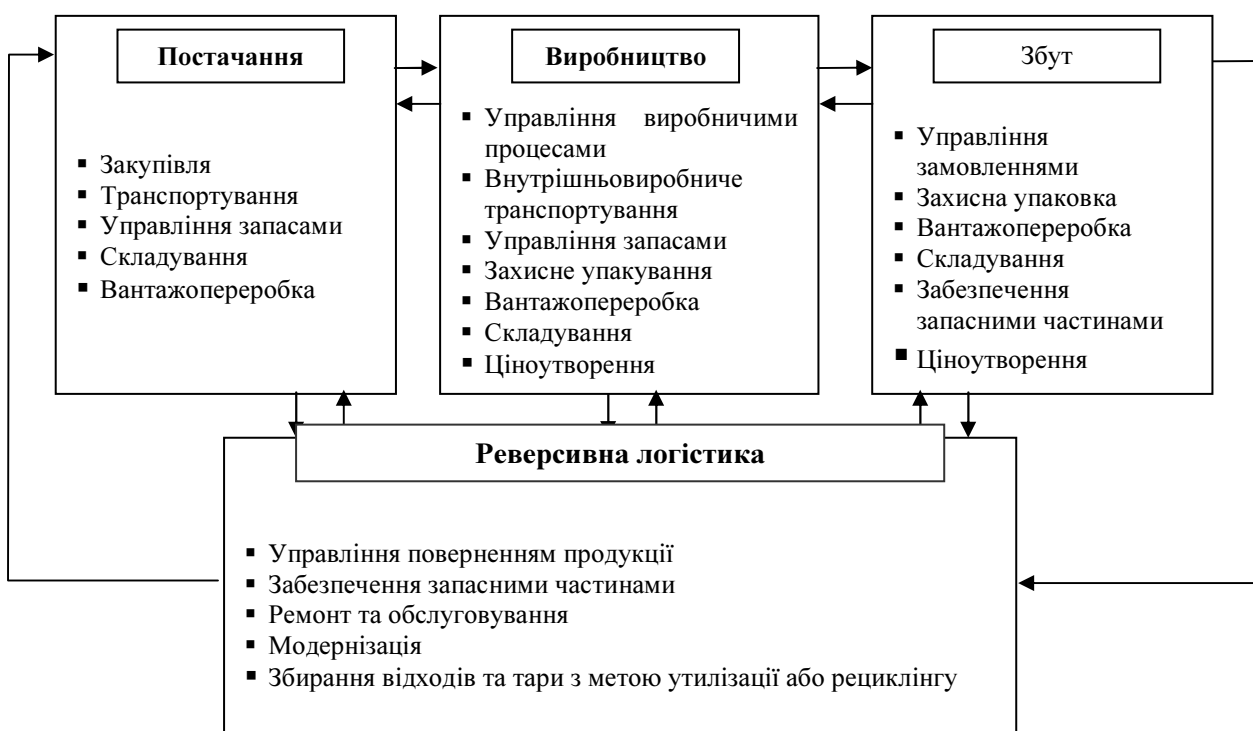 Постачання
▪ Закупівля
▪ Транспортування
▪ Управління запасами
▪ Складування
▪ Вантажопереробка
Виробництво
▪ Управління виробничими
процесами
▪ Внутрішньовиробниче
транспортування
▪ Управління запасами
▪ Захисне упакування
▪ Вантажопереробка
▪ Складування
▪ Ціноутворення
Збут
▪ Управління
замовленнями
▪ Захисна упаковка
▪ Вантажопереробка
▪ Складування
▪ Забезпечення
запасними частинами
▪ Ціноутворення
Реверсивна логістика
▪ Управління поверненням продукції
▪ Забезпечення запасними частинами
▪ Ремонт та обслуговування
▪ Модернізація
▪ Збирання відходів та тари з метою утилізації або рециклінгу